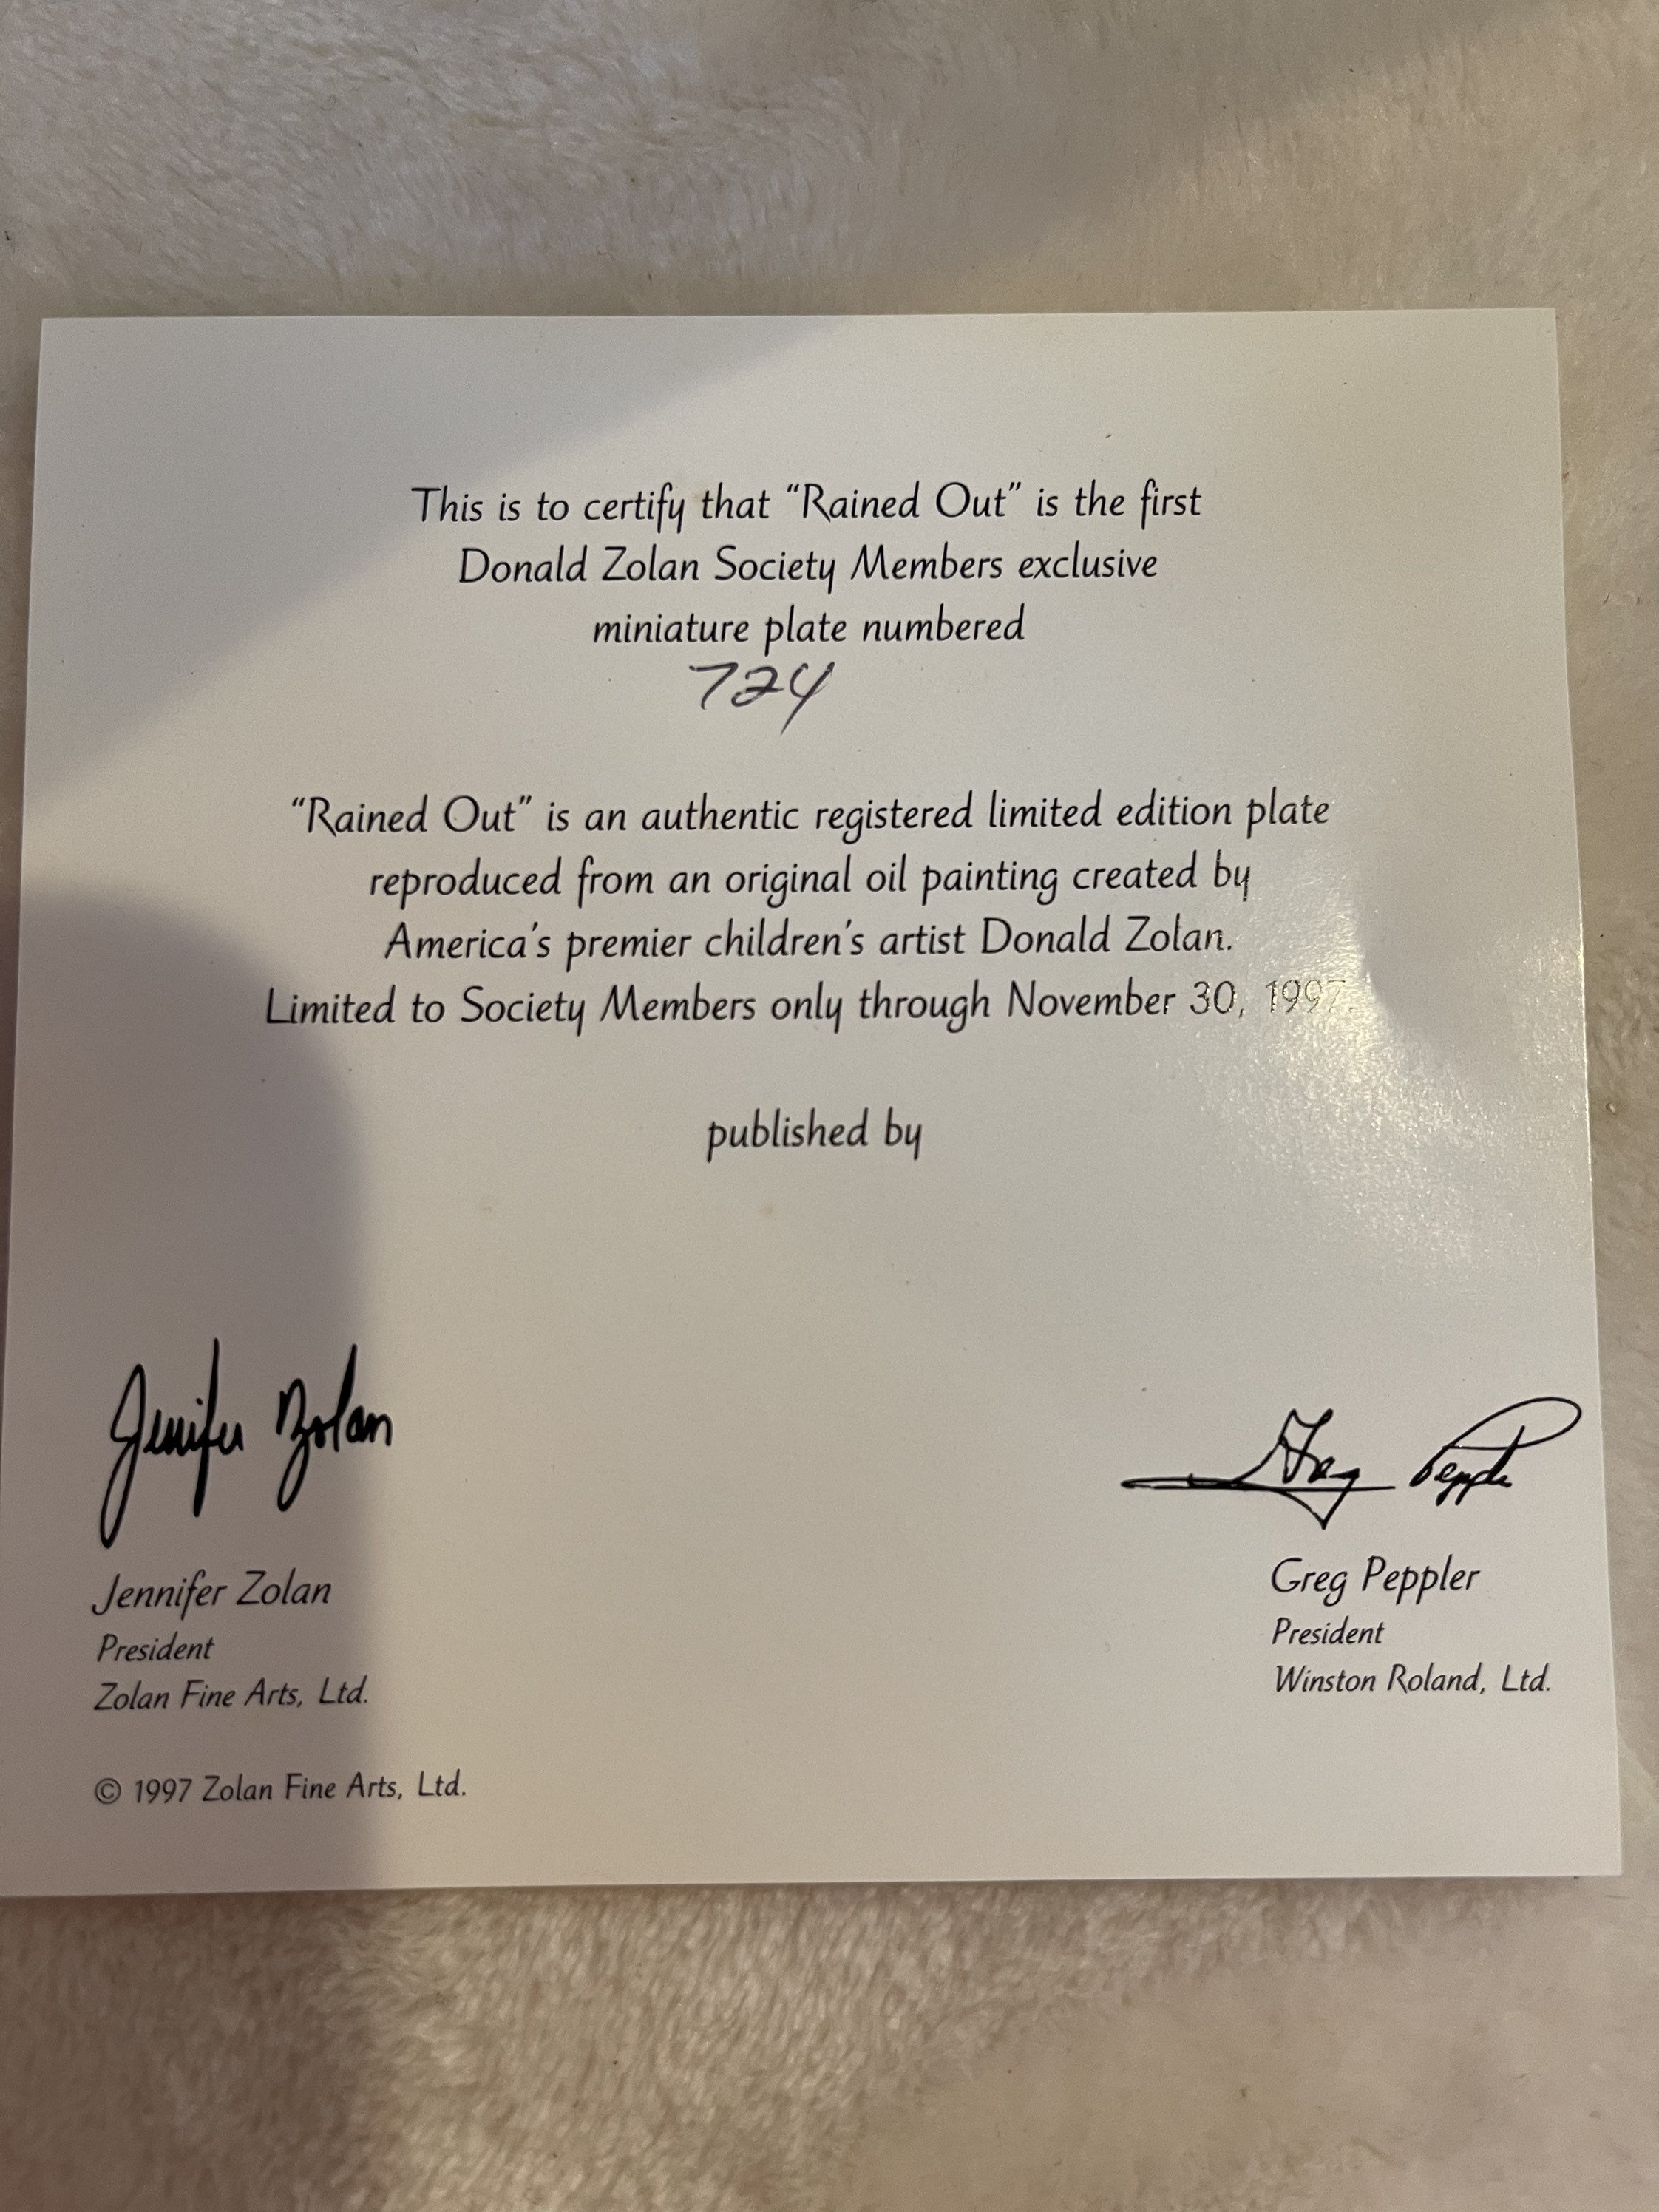 This is to certify that “Rained Out” is the first
Donald Zolan Society Members exclusive
miniature plate numbered
724
“Rained Out” is an authentic registered limited edition plate
reproduced from an original oil painting created by
America’s premier children’s artist Donald Zolan.
Limited to Society Members only through November 30, 1997.
published by
Jennifer Zolan
Greg Peppler
Jennifer Zolan
President
Zolan Fine Arts, Ltd.
Greg Peppler
President
Winston Roland, Ltd.
© 1997 Zolan Fine Arts, Ltd.